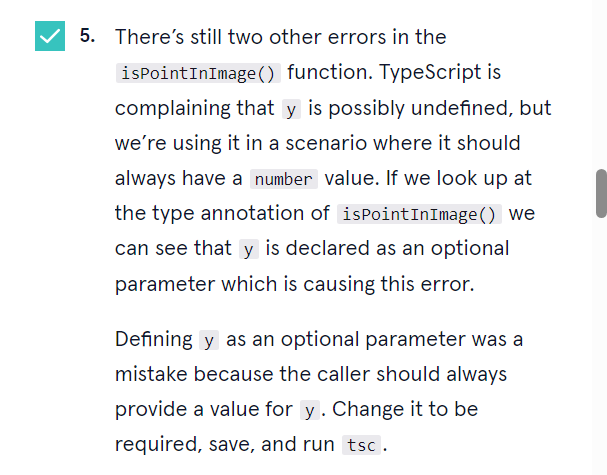 5. There’s still two other errors in the
isPointInImage() function. TypeScript is
complaining that y is possibly undefined, but
we’re using it in a scenario where it should
always have a number value. If we look up at
the type annotation of isPointInImage() we
can see that y is declared as an optional
parameter which is causing this error.
Defining y as an optional parameter was a
mistake because the caller should always
provide a value for y. Change it to be
required, save, and run tsc.